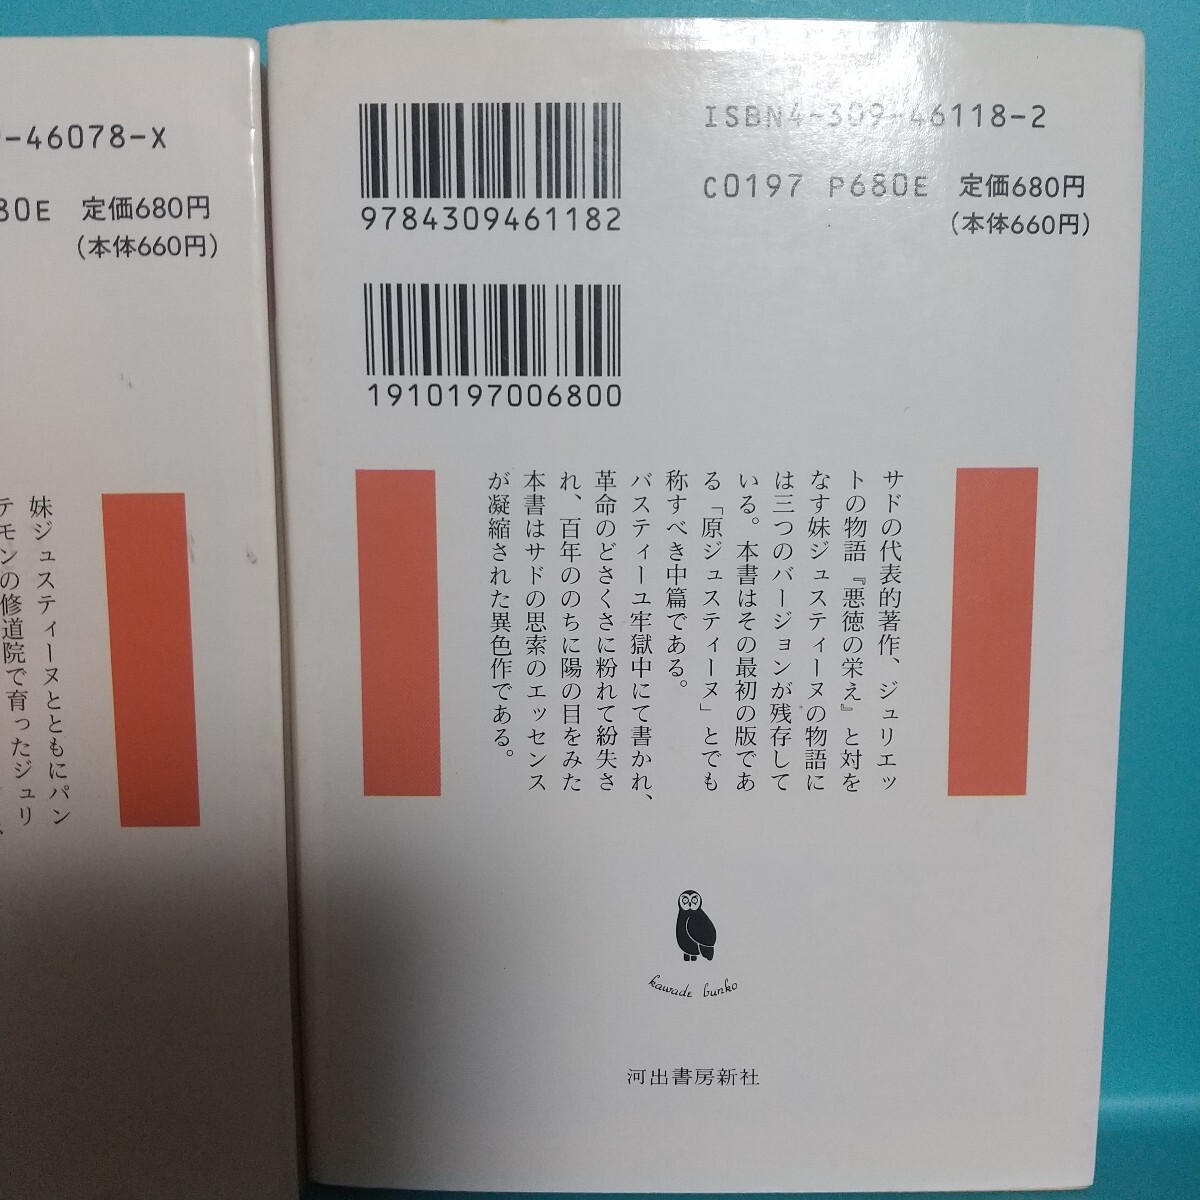 9-46078-X
80E 定価680円
(本体660円)
妹ジュスティーヌとともにパン
テモンの修道院で育ったジュリ
ISBN4-309-46118-2
9784309461182
C0197 P680E 定価680円
(本体660円)
1910197006800
サドの代表的著作、ジュリエッ
トの物語『悪徳の栄え』と対を
なす妹ジュスティーヌの物語に
は三つのバージョンが残存して
いる。本書はその最初の版であ
る「原ジュスティーヌ」とでも
称すべき中篇である。
バスティーユ牢獄中にて書かれ、
革命のどさくさに粉れて紛失さ
れ、百年ののちに陽の目をみた
本書はサドの思索のエッセンス
が凝縮された異色作である。
kawade bunko
河出書房新社